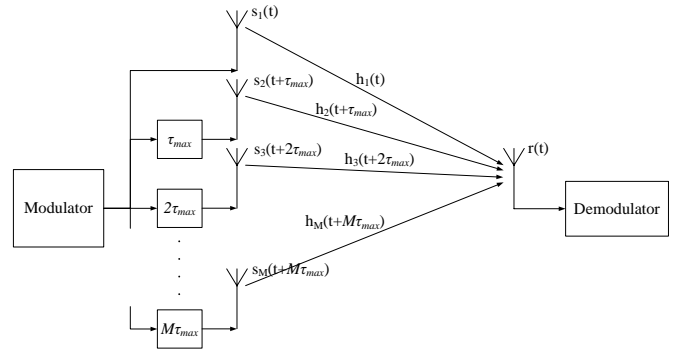 s1(t)
h1(t)
s2(t+τmax)
h2(t+τmax)
τmax
s3(t+2τmax)
h3(t+2τmax)
r(t)
Modulator
2τmax
Demodulator
hM(t+Mτmax)
sM(t+Mτmax)
Mτmax